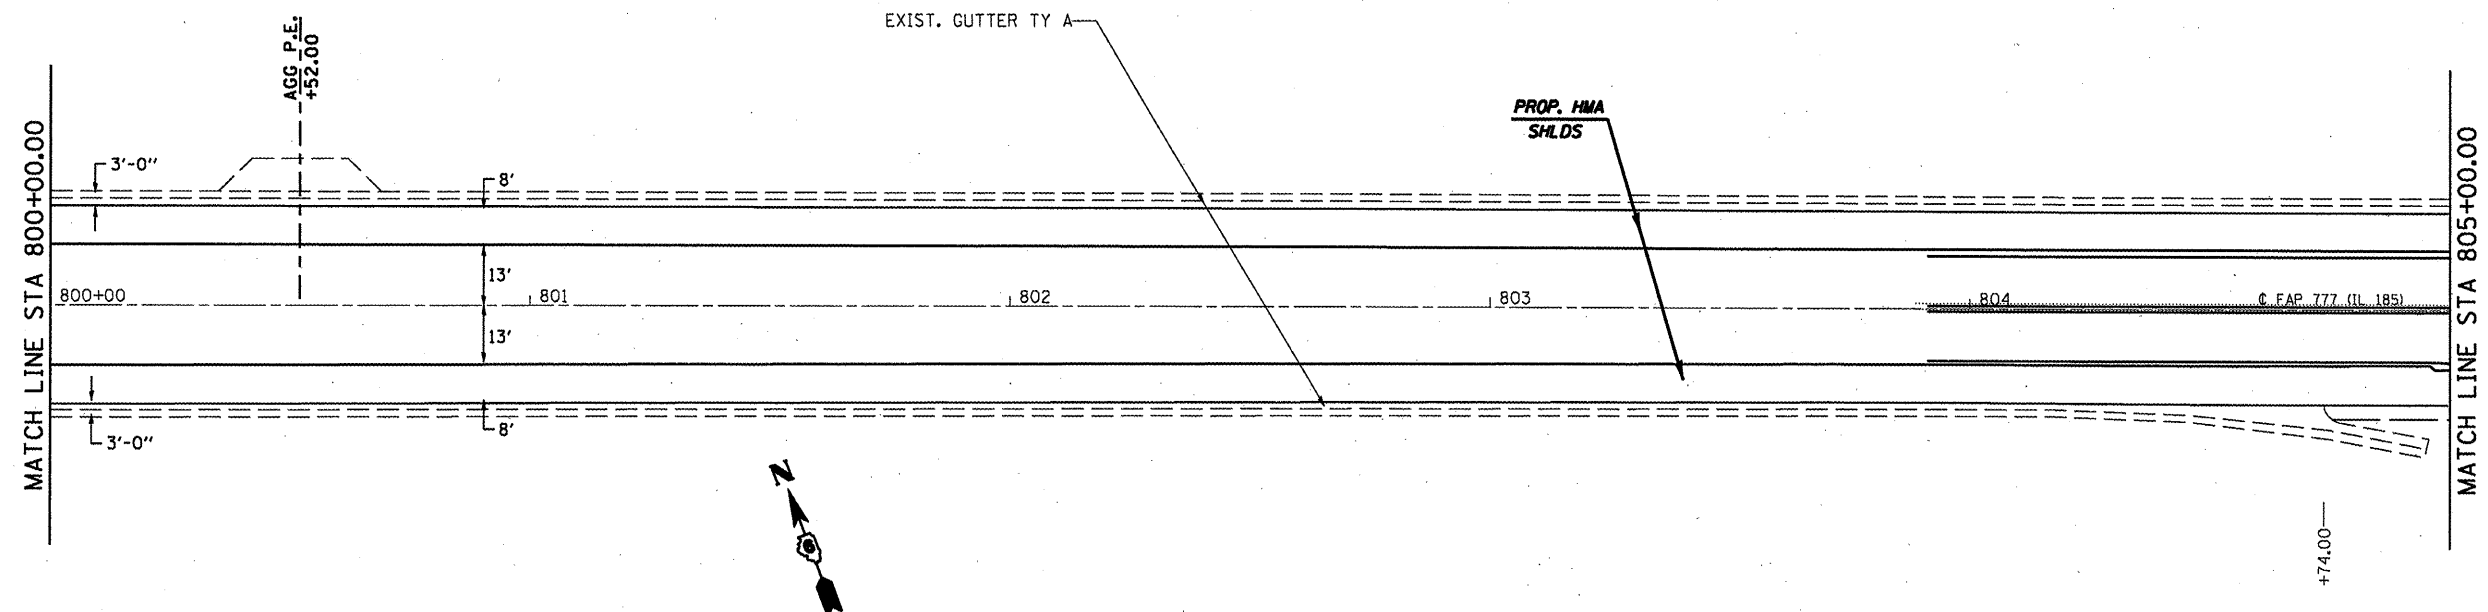 EXIST. GUTTER TY A
AGG P.E.
+52.00
PROP. HMA
SHLDS
MATCH LINE STA 800+00.00
MATCH LINE STA 805+00.00
3'-0"
8'
13'
800+00
801
802
803
804
℄ FAP 777 (IL 185)
13'
3'-0"
8'
N
+74.00